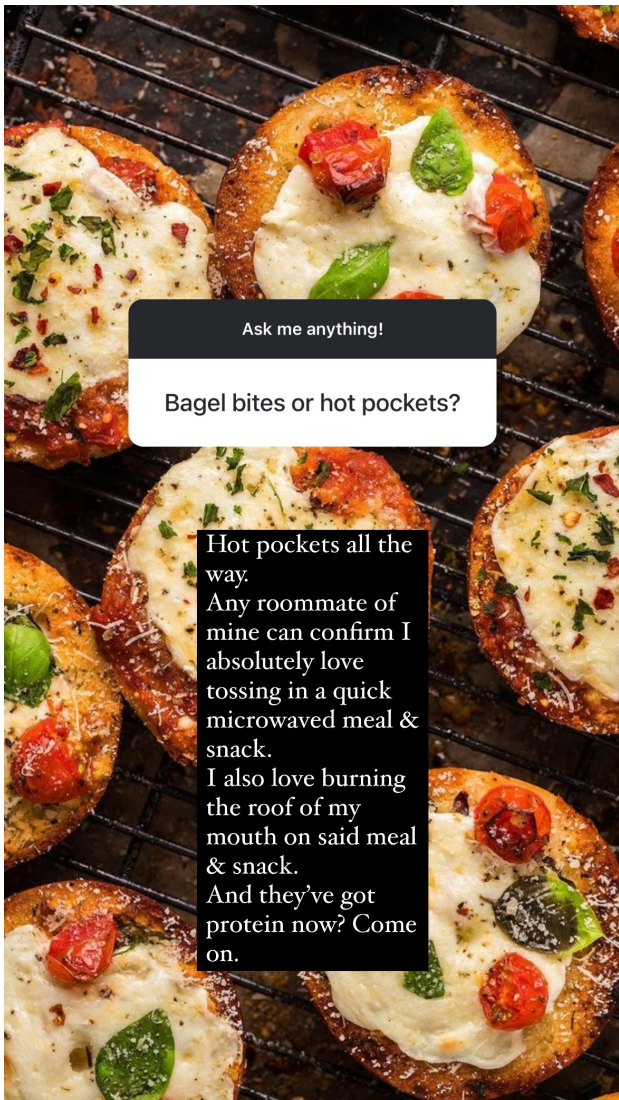 Ask me anything!
Bagel bites or hot pockets?
Hot pockets all the
way.
Any roommate of
mine can confirm I
absolutely love
tossing in a quick
microwaved meal &
snack.
I also love burning
the roof of my
mouth on said meal
& snack.
And they’ve got
protein now? Come
on.